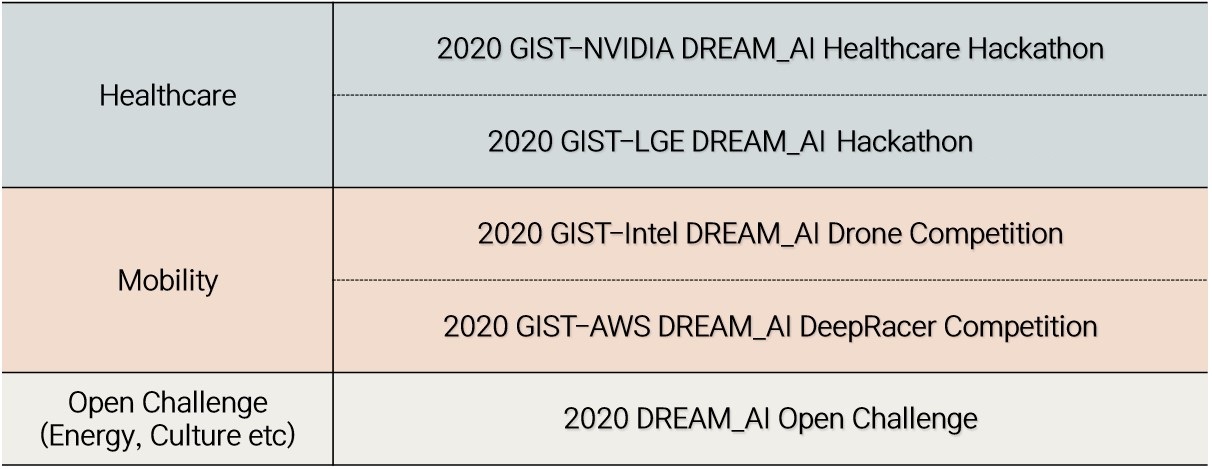 Healthcare
2020 GIST-NVIDIA DREAM_AI Healthcare Hackathon
2020 GIST-LGE DREAM_AI Hackathon
Mobility
2020 GIST-Intel DREAM_AI Drone Competition
2020 GIST-AWS DREAM_AI DeepRacer Competition
Open Challenge
(Energy, Culture etc)
2020 DREAM_AI Open Challenge